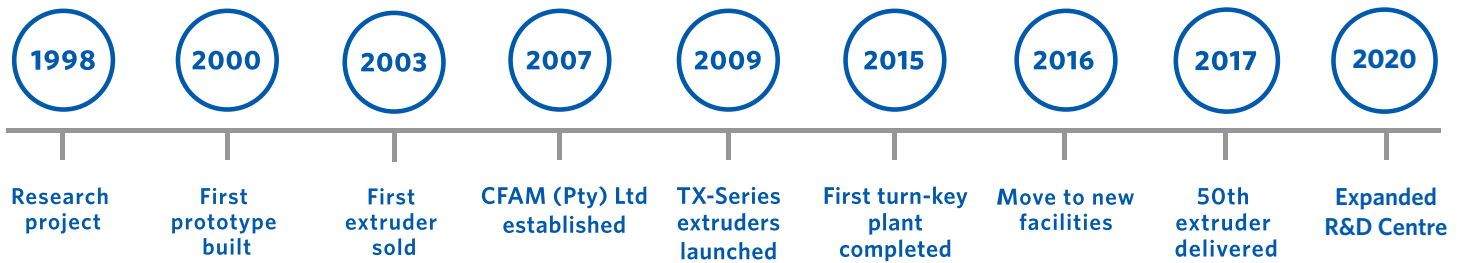 1998
2000
2003
2007
2009
2015
2016
2017
2020
Research
project
First
prototype
built
First
extruder
sold
CFAM (Pty) Ltd
established
TX-Series
extruders
launched
First turn-key
plant
completed
Move to new
facilities
50th
extruder
delivered
Expanded
R&D Centre